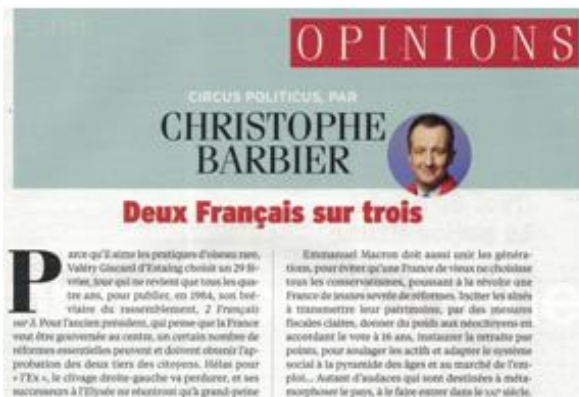 OPINIONS
CIRCUS POLITICUS, PAR
CHRISTOPHE
BARBIER
Deux Français sur trois
Parce qu'il aime les pratiques d'oiseau rare,
Valéry Giscard d'Estaing choisit un 29 fé-
vrier, jour qui ne revient que tous les qua-
tre ans, pour publier, en 1984, son bré-
viaire du rassemblement, 2 Français
sur 3. Pour l'ancien président, qui pense que la France
veut être gouvernée au centre, un certain nombre de
réformes essentielles peuvent et doivent obtenir l'ap-
probation des deux tiers des citoyens. Hélas pour
« l'Ex », le clivage droite-gauche va perdurer, et ses
successeurs à l'Elysée ne réuniront qu'à grand-peine
Emmanuel Macron doit aussi unir les généra-
tions, pour éviter qu'une France de vieux ne choisisse
tous les conservatismes, poussant à la révolte une
France de jeunes sevrée de réformes. Inciter les aînés
à transmettre leur patrimoine, par des mesures
fiscales claires, donner du poids aux néocitoyens en
accordant le vote à 16 ans, instaurer la retraite par
points, pour soulager les actifs et adapter le système
social à la pyramide des âges et au marché de l'em-
ploi... Autant d'audaces qui sont destinées à méta-
morphoser le pays, à le faire entrer dans le XXIe siècle.